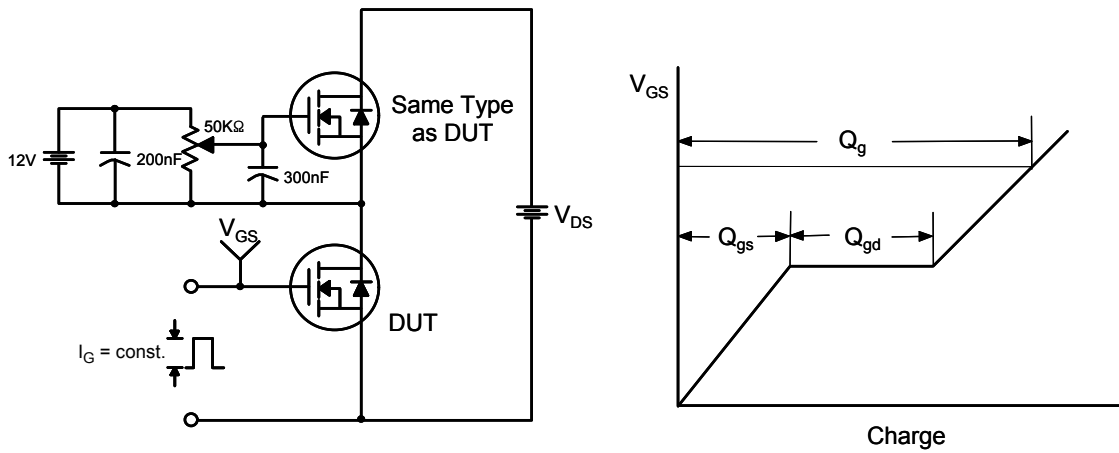 12V
200nF
50KΩ
300nF
Same Type
as DUT
V_GS
DUT
I_G = const.
V_DS
V_GS
Q_g
Q_gs
Q_gd
Charge